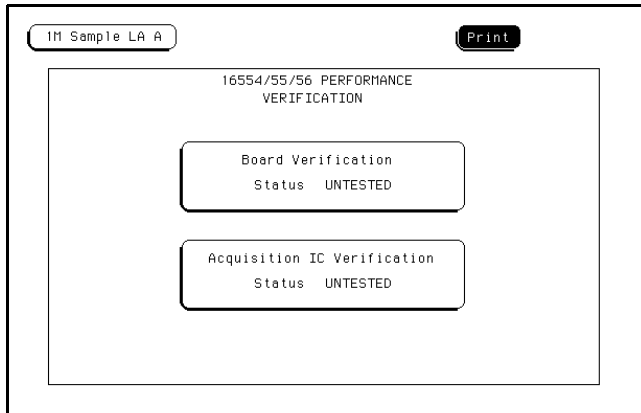 1M Sample LA A
Print
16554/55/56 PERFORMANCE
VERIFICATION
Board Verification
Status UNTESTED
Acquisition IC Verification
Status UNTESTED